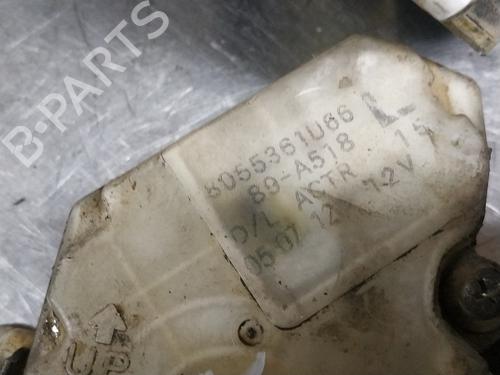 B-PARTS
8055361U66
89-A518 L
D/L ACTR 15
05.07.12 12V
UP